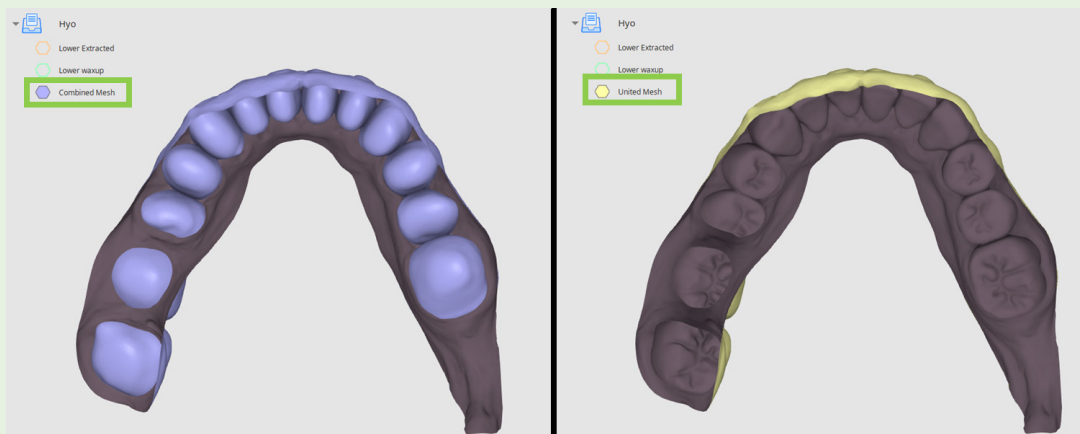 Hyo
Lower Extracted
Lower waxup
Combined Mesh
Hyo
Lower Extracted
Lower waxup
United Mesh